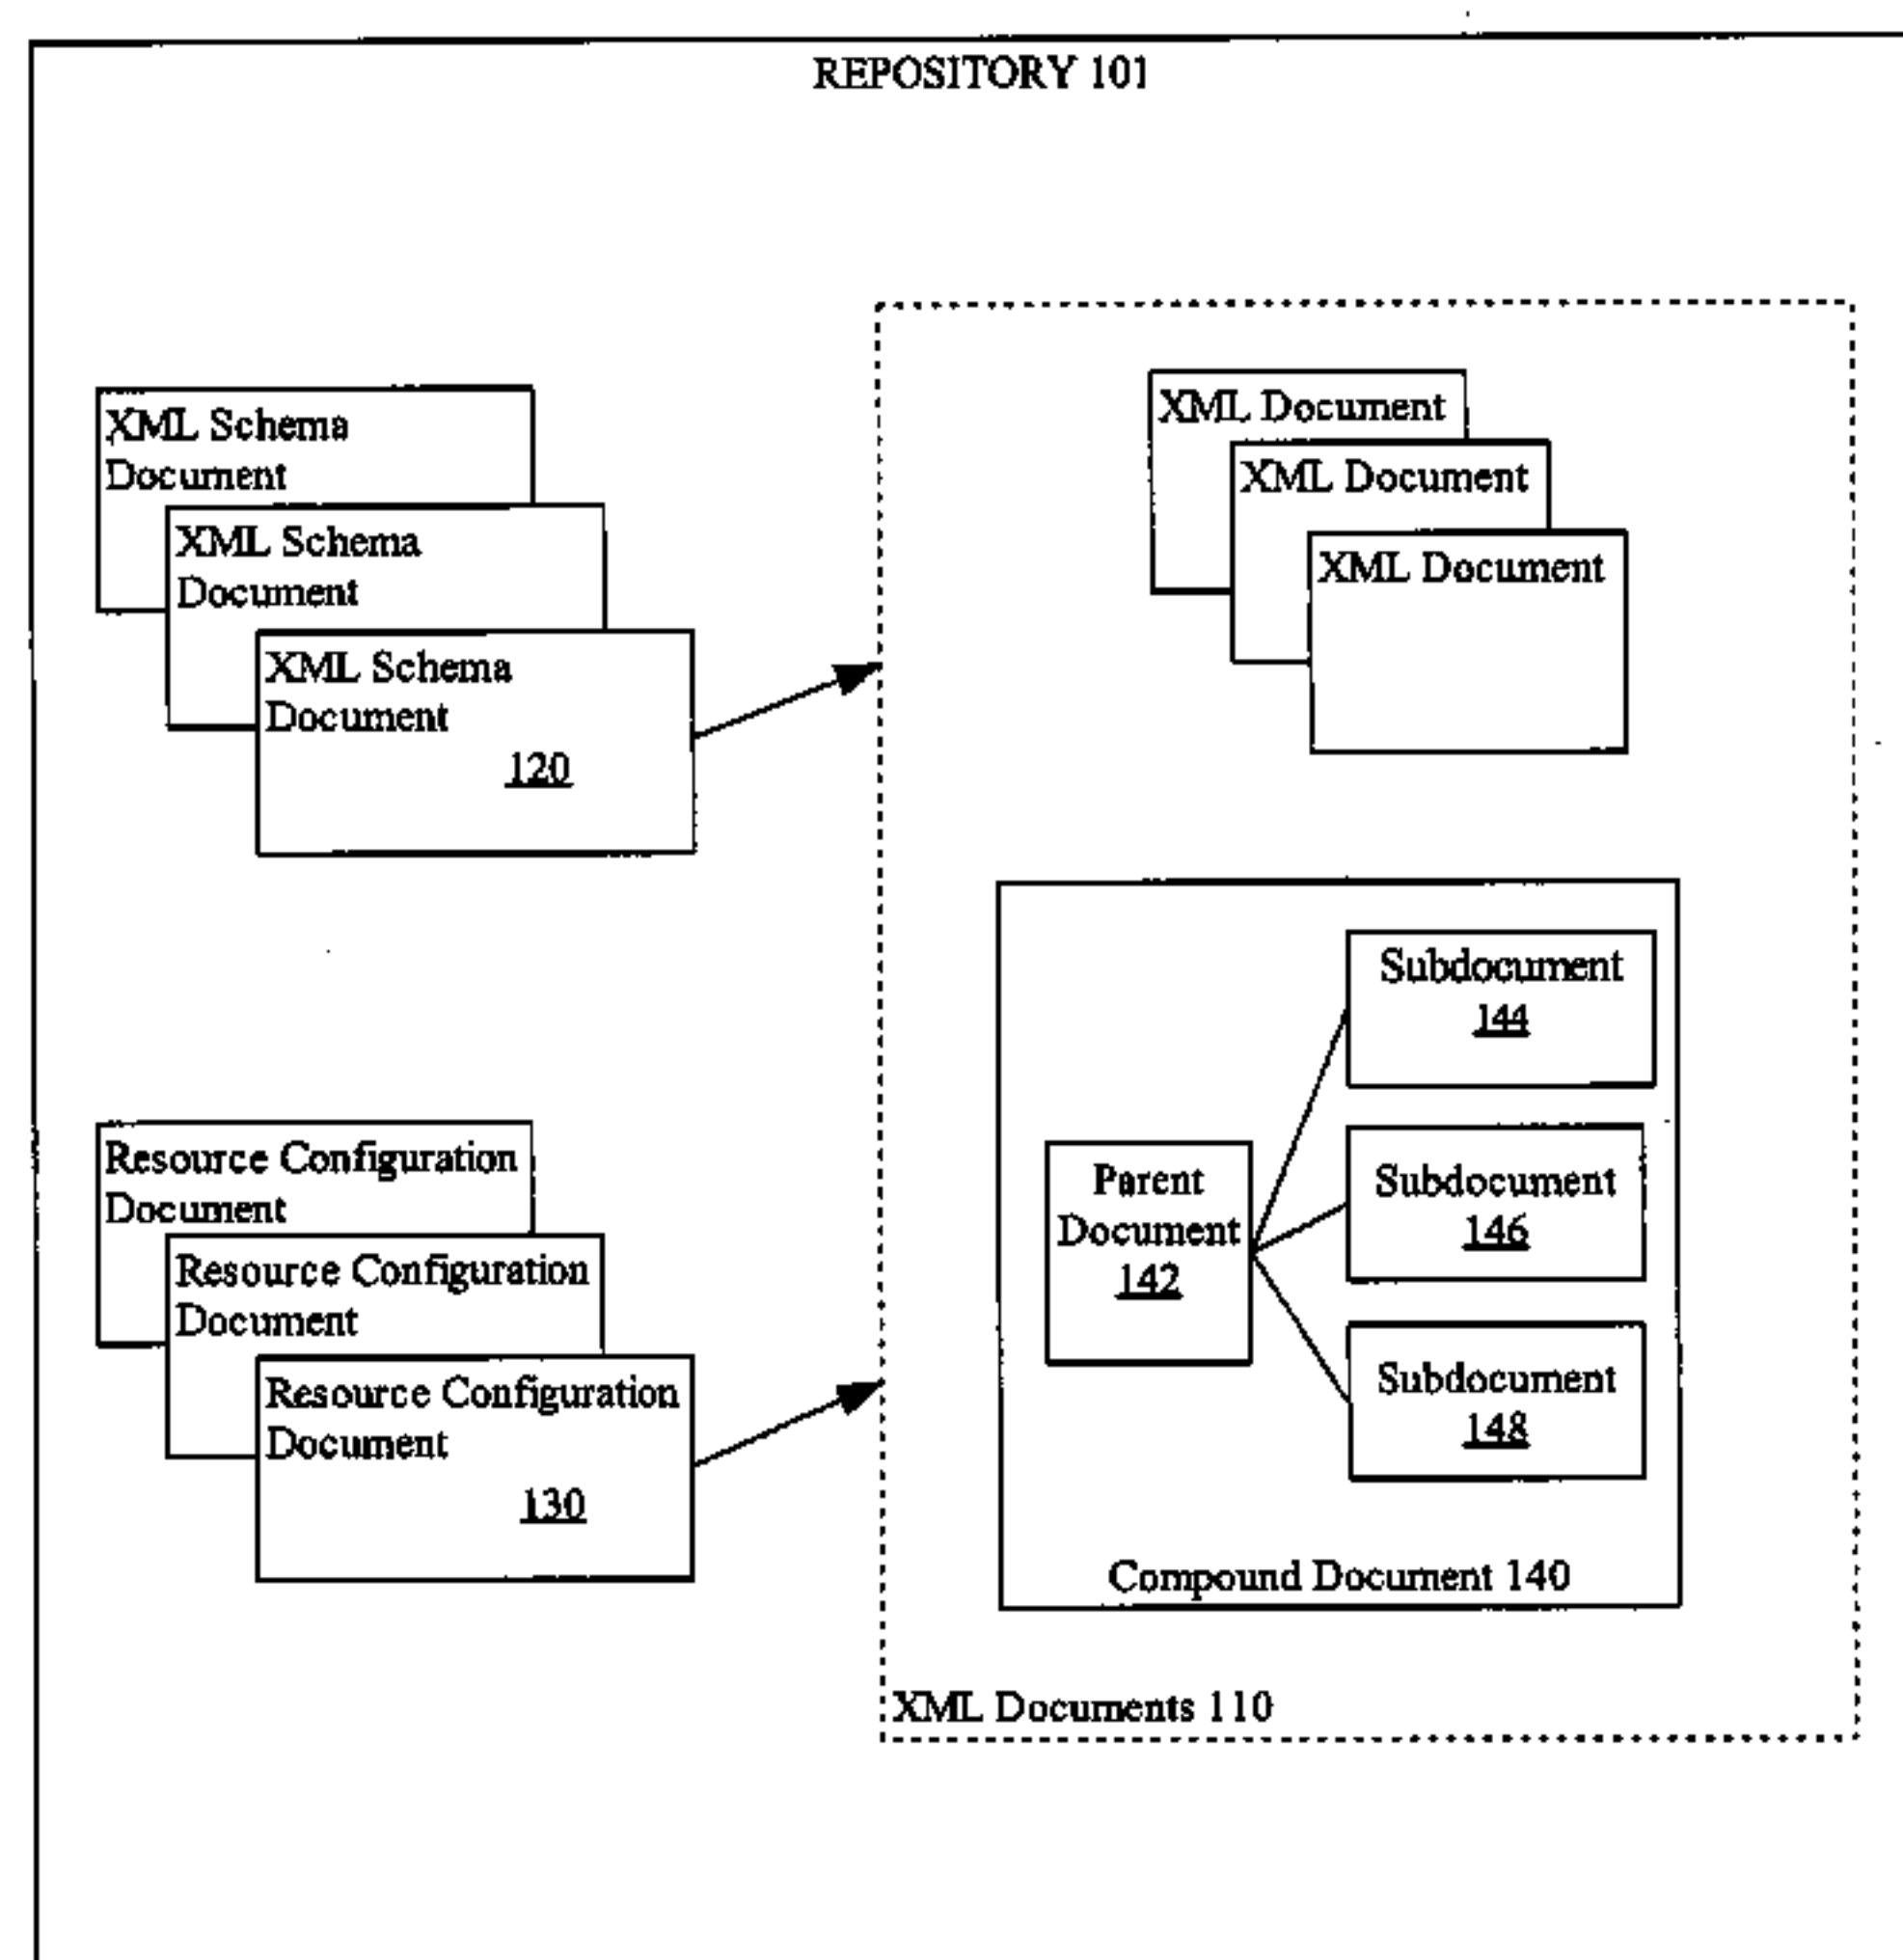 REPOSITORY 101
XML Schema
Document
XML Schema
Document
XML Schema
Document
120
XML Document
XML Document
XML Document
Resource Configuration
Document
Resource Configuration
Document
Resource Configuration
Document
130
Parent
Document
142
Subdocument
144
Subdocument
146
Subdocument
148
Compound Document 140
XML Documents 110